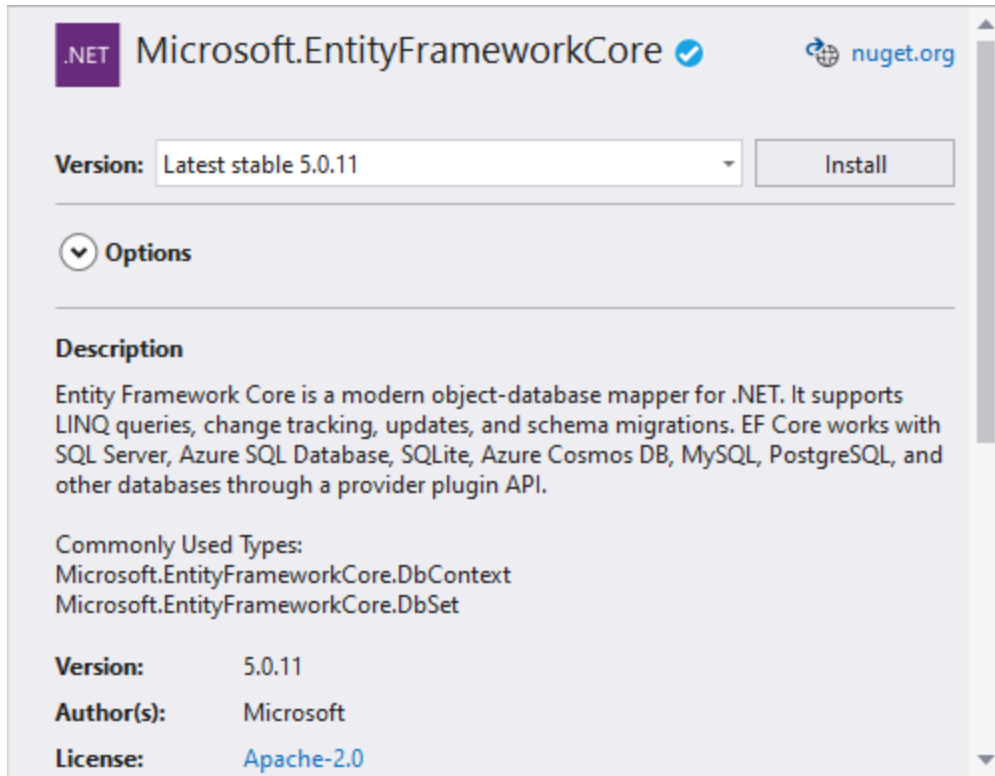 .NET Microsoft.EntityFrameworkCore nuget.org
Version: Latest stable 5.0.11 Install
Options
Description
Entity Framework Core is a modern object-database mapper for .NET. It supports
LINQ queries, change tracking, updates, and schema migrations. EF Core works with
SQL Server, Azure SQL Database, SQLite, Azure Cosmos DB, MySQL, PostgreSQL, and
other databases through a provider plugin API.
Commonly Used Types:
Microsoft.EntityFrameworkCore.DbContext
Microsoft.EntityFrameworkCore.DbSet
Version: 5.0.11
Author(s): Microsoft
License: Apache-2.0